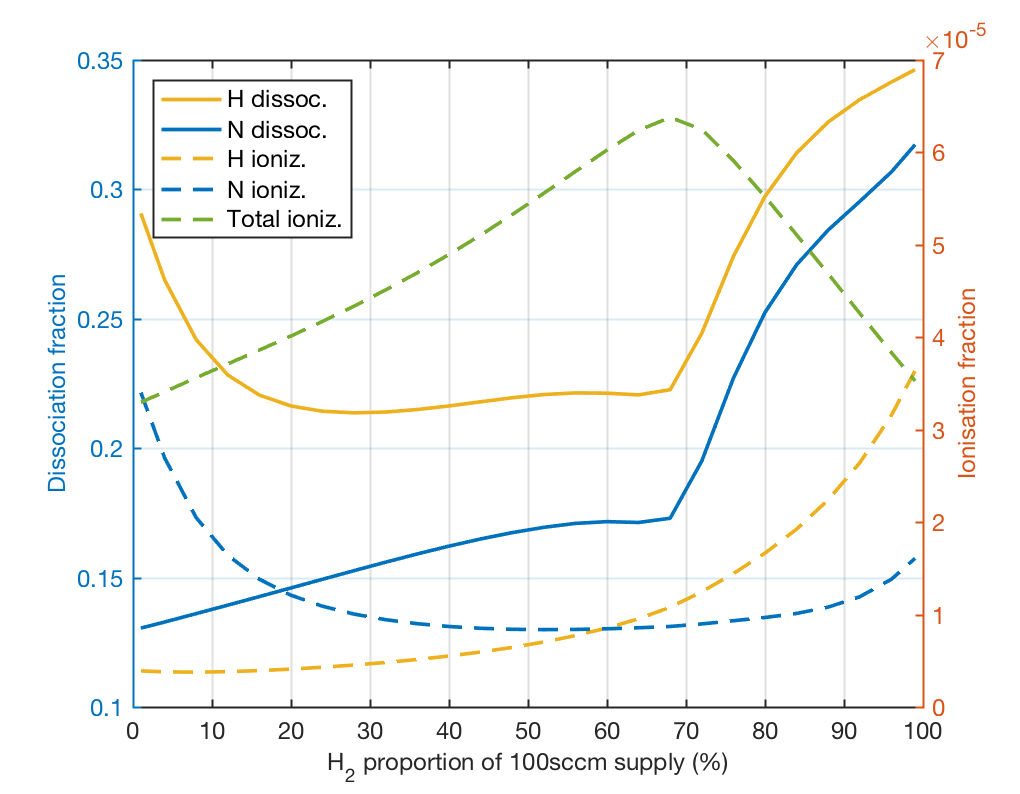 ×10⁻⁵
0.35
0.3
0.25
0.2
0.15
0.1
Dissociation fraction
H dissoc.
N dissoc.
H ioniz.
N ioniz.
Total ioniz.
7
6
5
4
3
2
1
0
Ionisation fraction
0 10 20 30 40 50 60 70 80 90 100
H₂ proportion of 100sccm supply (%)